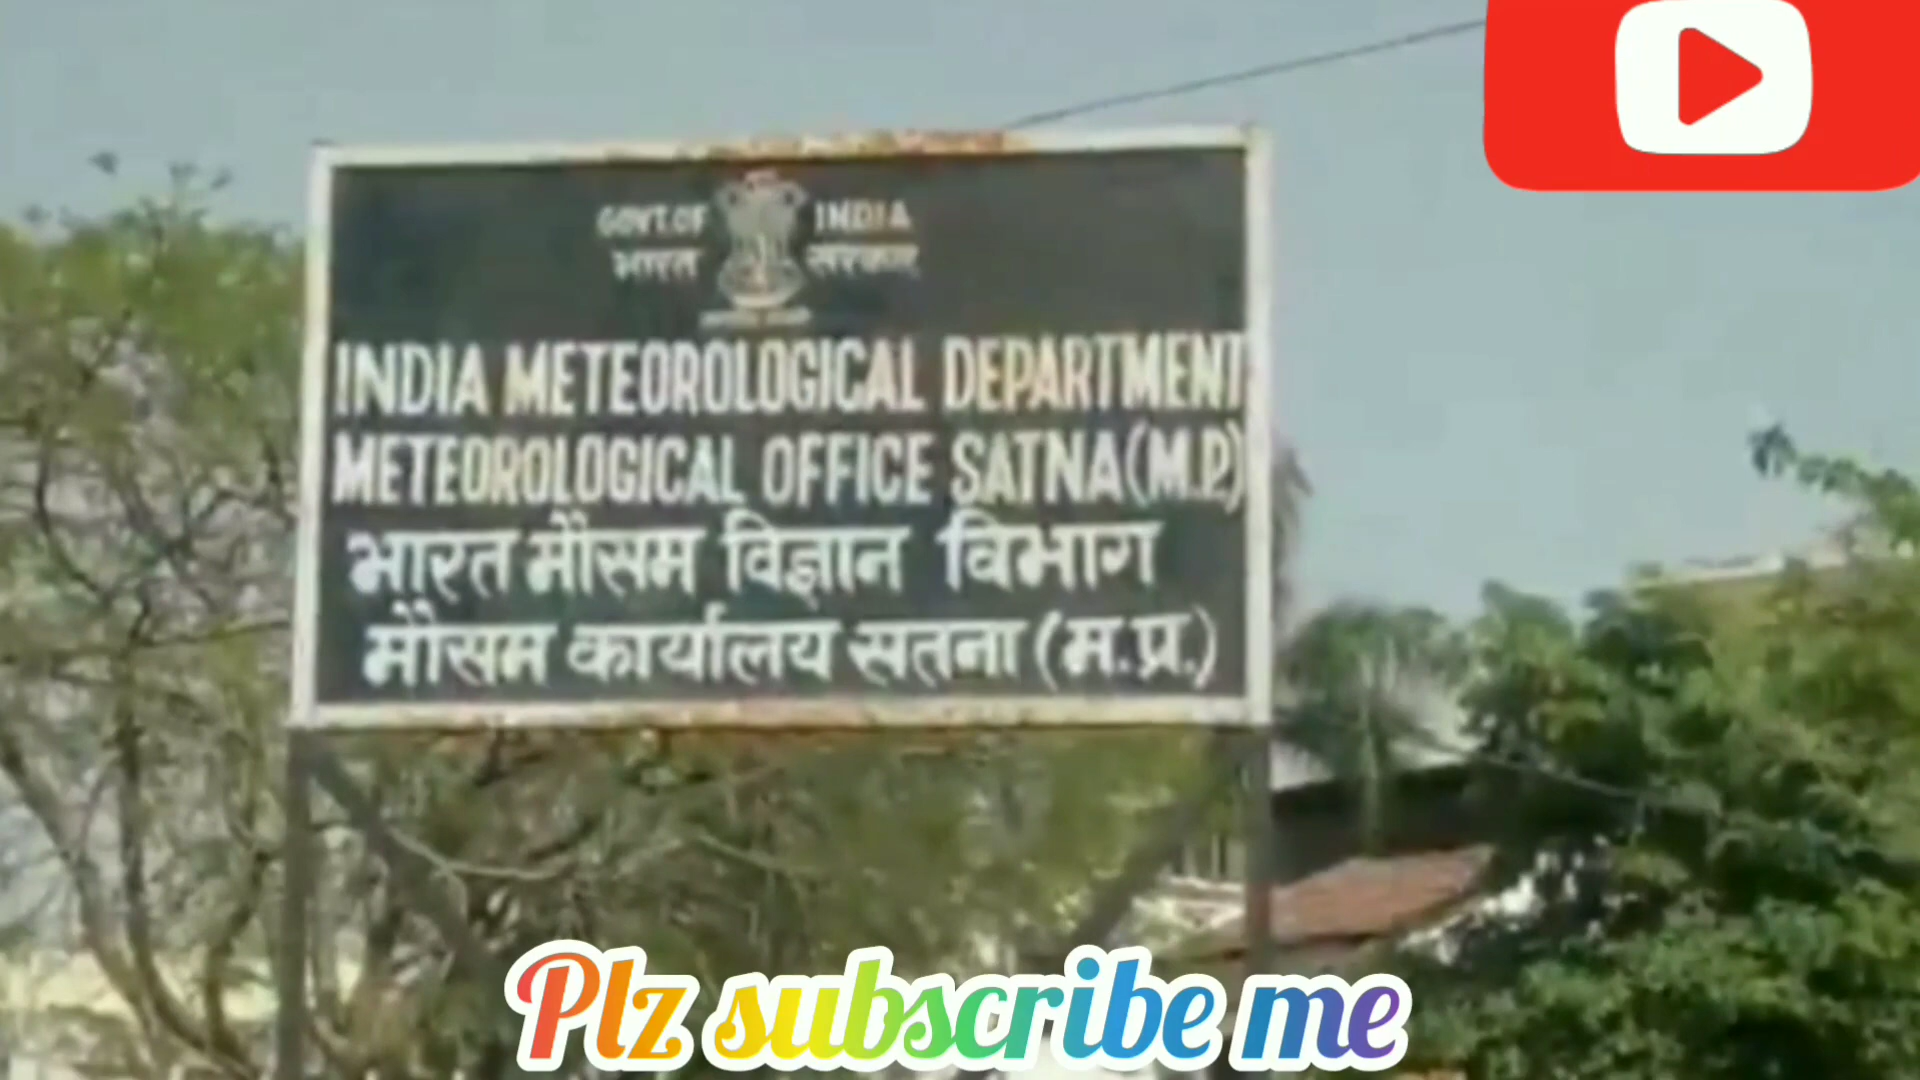 GOVT.OF INDIA
भारत सरकार
INDIA METEOROLOGICAL DEPARTMENT
METEOROLOGICAL OFFICE SATNA (M.P.)
भारत मौसम विज्ञान विभाग
मौसम कार्यालय सतना (म.प्र.)
Plz subscribe me